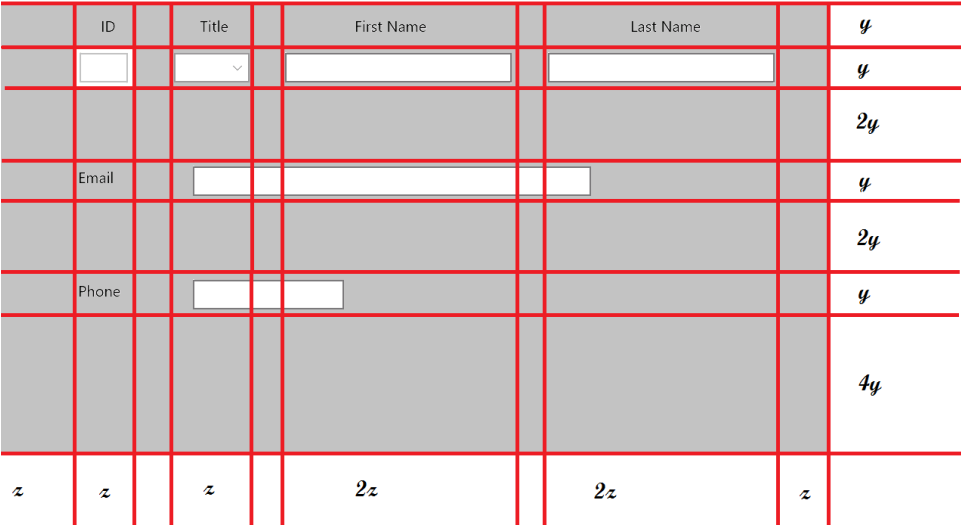 ID Title First Name Last Name y
y
2y
Email y
2y
Phone y
4y
z z z 2z 2z z